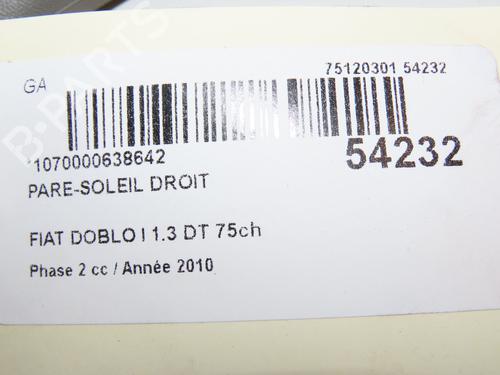 GA
75120301 54232
1070000638642
54232
PARE-SOLEIL DROIT
FIAT DOBLO I 1.3 DT 75ch
Phase 2 cc / Année 2010
B-PARTS